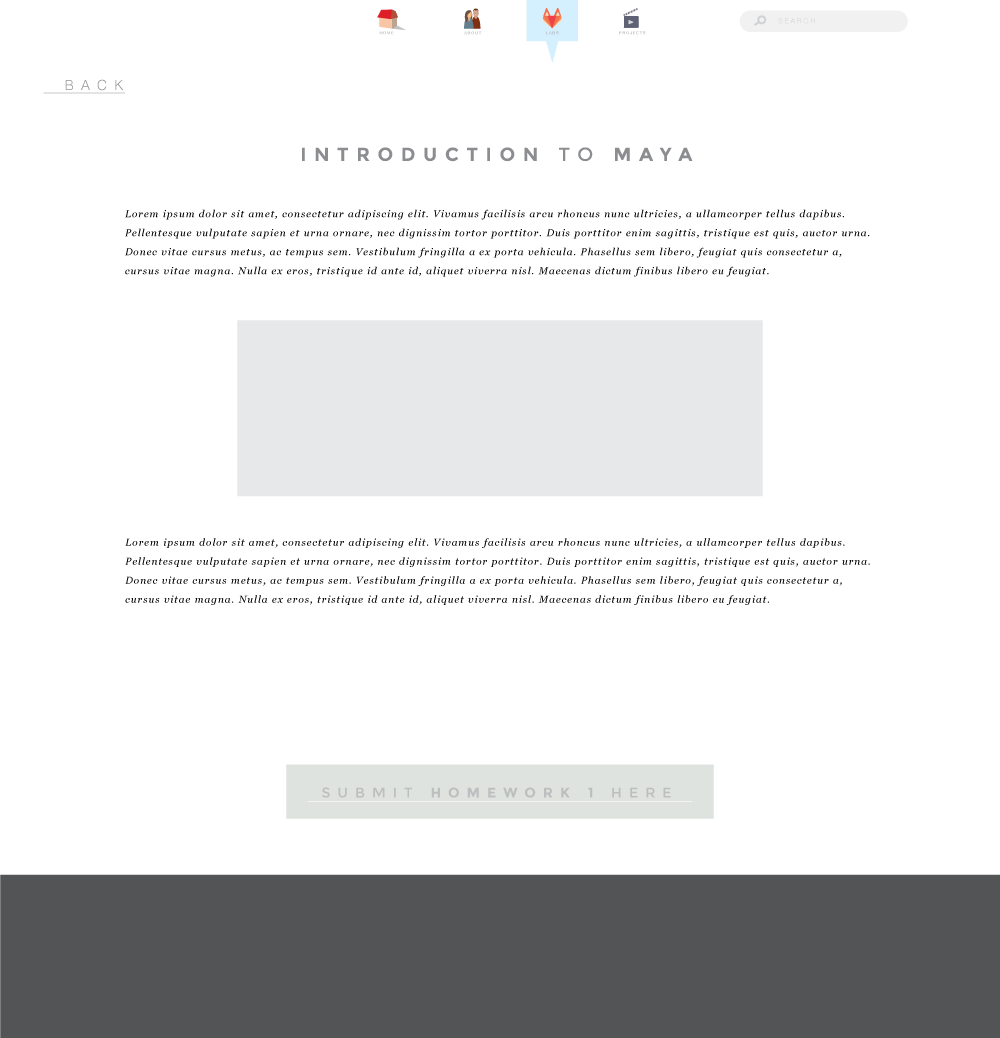 HOME
ABOUT
LABS
PROJECTS
SEARCH
BACK
INTRODUCTION TO MAYA
Lorem ipsum dolor sit amet, consectetur adipiscing elit. Vivamus facilisis arcu rhoncus nunc ultricies, a ullamcorper tellus dapibus.
Pellentesque vulputate sapien et urna ornare, nec dignissim tortor porttitor. Duis porttitor enim sagittis, tristique est quis, auctor urna.
Donec vitae cursus metus, ac tempus sem. Vestibulum fringilla a ex porta vehicula. Phasellus sem libero, feugiat quis consectetur a,
cursus vitae magna. Nulla ex eros, tristique id ante id, aliquet viverra nisl. Maecenas dictum finibus libero eu feugiat.
Lorem ipsum dolor sit amet, consectetur adipiscing elit. Vivamus facilisis arcu rhoncus nunc ultricies, a ullamcorper tellus dapibus.
Pellentesque vulputate sapien et urna ornare, nec dignissim tortor porttitor. Duis porttitor enim sagittis, tristique est quis, auctor urna.
Donec vitae cursus metus, ac tempus sem. Vestibulum fringilla a ex porta vehicula. Phasellus sem libero, feugiat quis consectetur a,
cursus vitae magna. Nulla ex eros, tristique id ante id, aliquet viverra nisl. Maecenas dictum finibus libero eu feugiat.
SUBMIT HOMEWORK 1 HERE